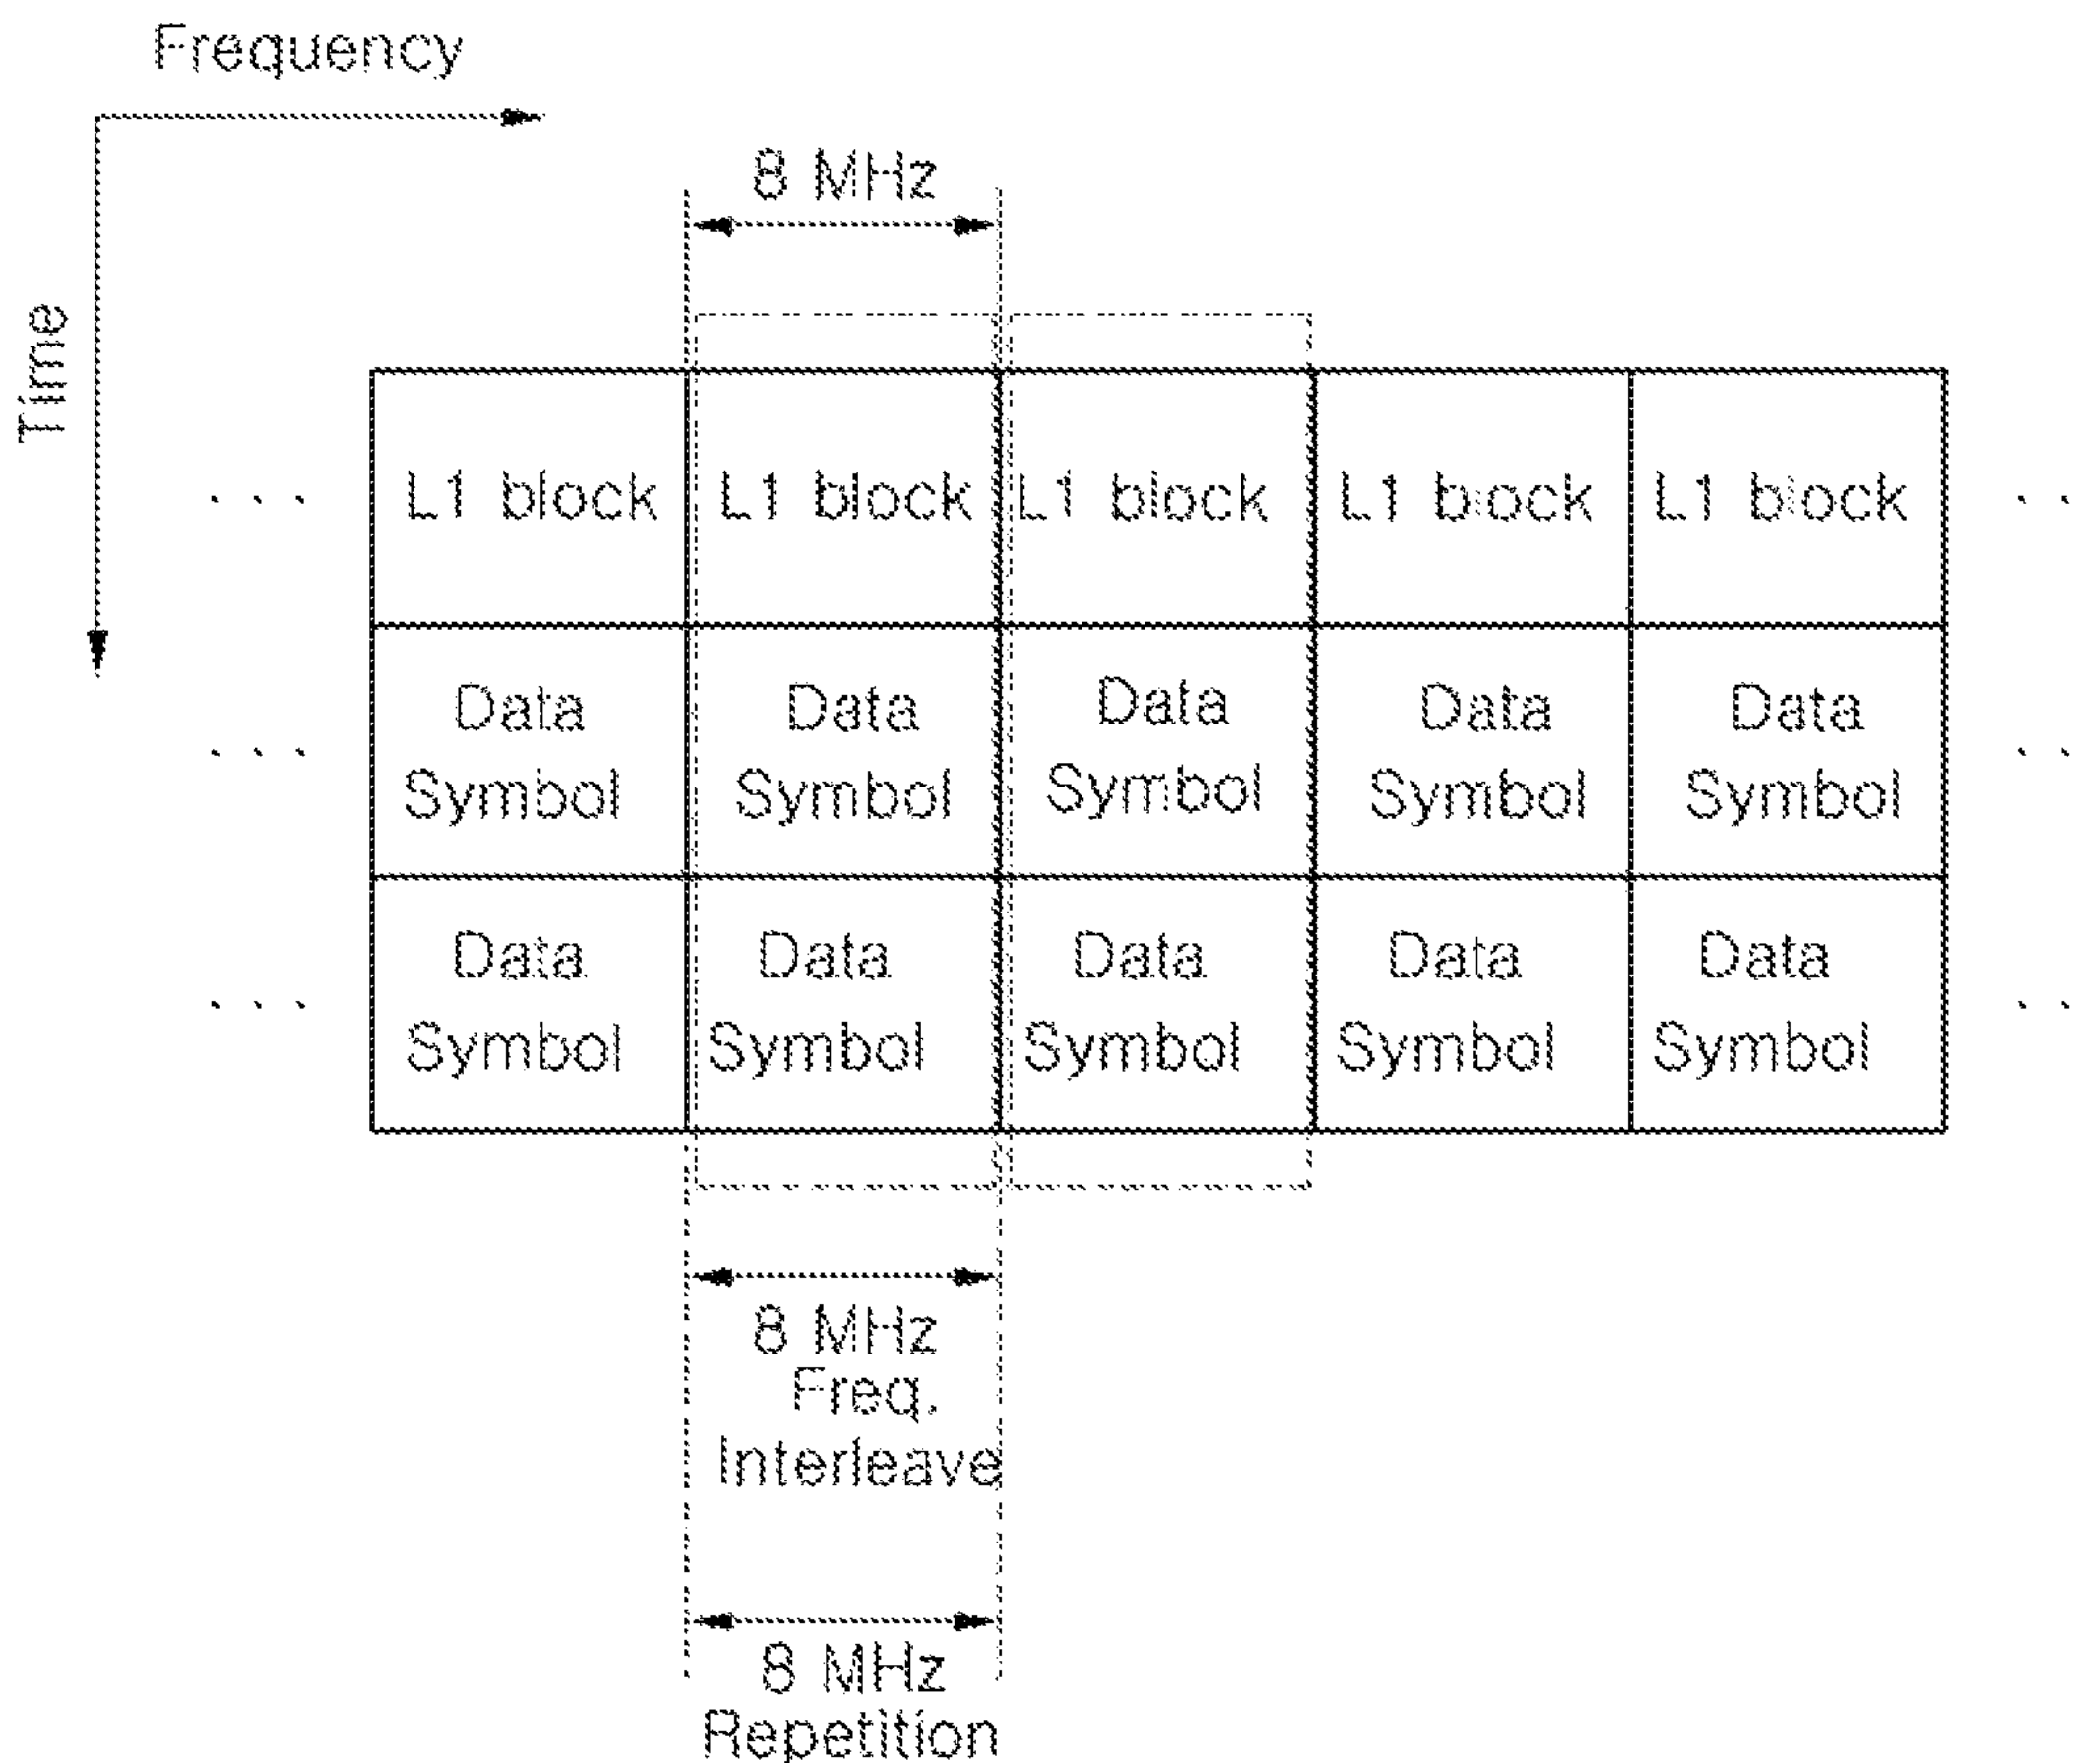 Frequency
8 MHz
Time
. . . L1 block L1 block L1 block L1 block L1 block . .
Data Data Data Data Data
. . . Symbol Symbol Symbol Symbol Symbol . .
Data Data Data Data Data
. . . Symbol Symbol Symbol Symbol Symbol . .
8 MHz
Freq.
Interleave
8 MHz
Repetition